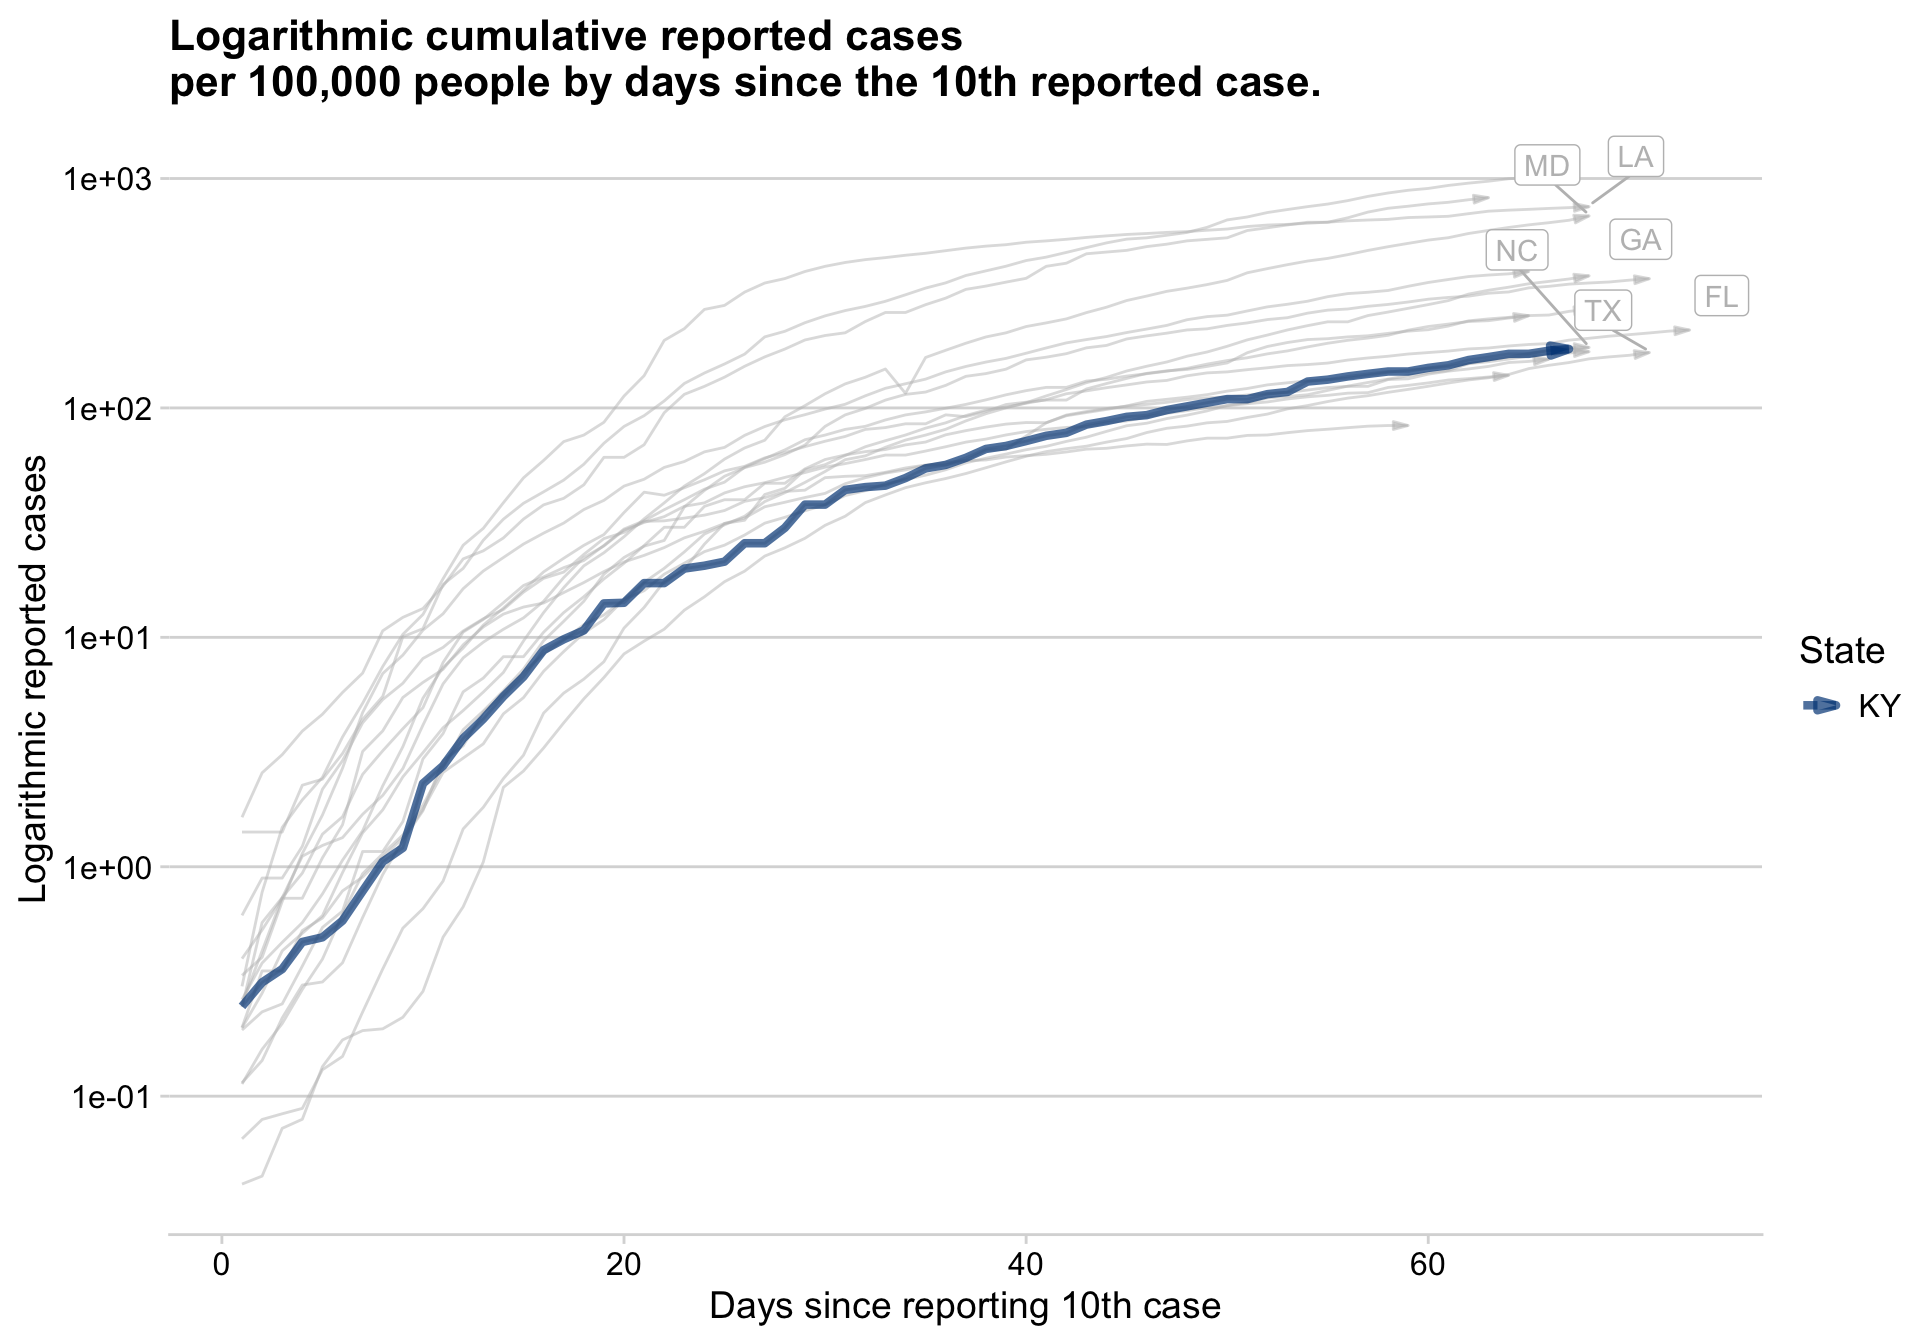 Logarithmic cumulative reported cases
per 100,000 people by days since the 10th reported case.
MD
LA
NC
GA
TX
FL
1e+03
1e+02
1e+01
1e+00
1e-01
Logarithmic reported cases
0
20
40
60
Days since reporting 10th case
State
KY